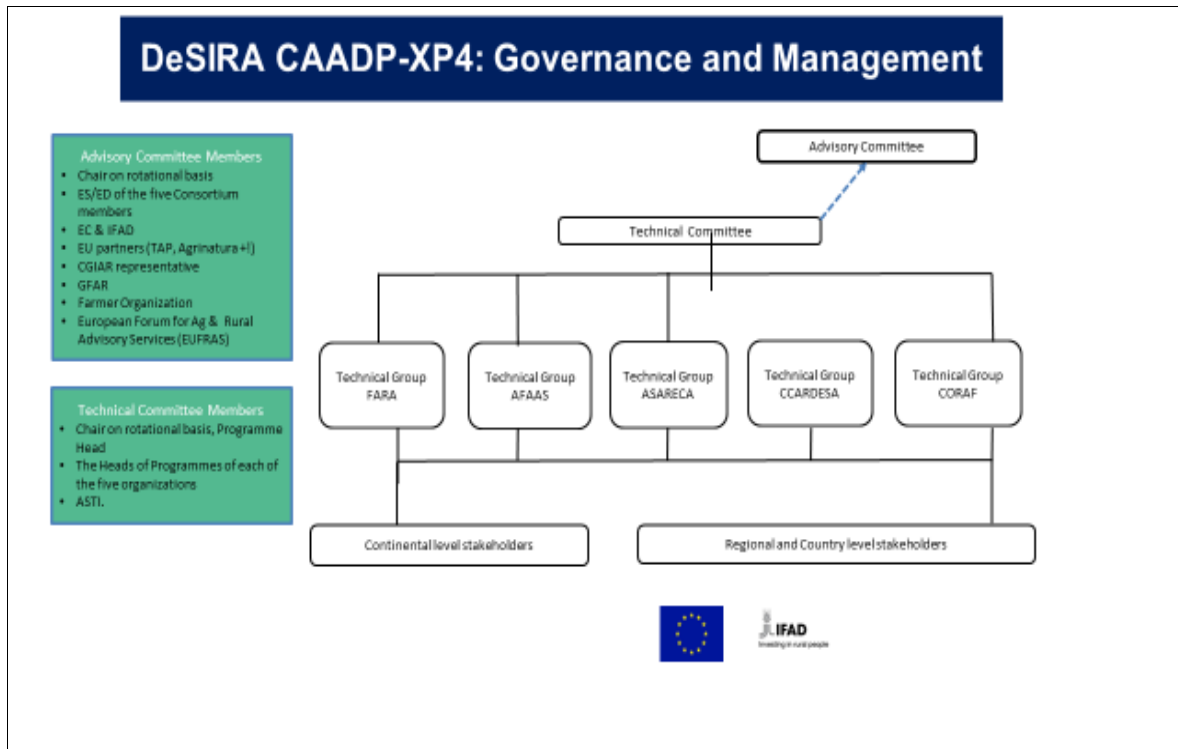 DeSIRA CAADP-XP4: Governance and Management
Advisory Committee Members
• Chair on rotational basis
• ES/ED of the five Consortium
members
• EC & IFAD
• EU partners (TAP, Agrinatura +!)
• CGIAR representative
• GFAR
• Farmer Organization
• European Forum for Ag & Rural
Advisory Services (EUFRAS)
Technical Committee Members
• Chair on rotational basis, Programme
Head
• The Heads of Programmes of each of
the five organizations
• ASTI.
Advisory Committee
Technical Committee
Technical Group
FARA
Technical Group
AFAAS
Technical Group
ASARECA
Technical Group
CCARDESA
Technical Group
CORAF
Continental level stakeholders
Regional and Country level stakeholders
IFAD
Investing in rural people